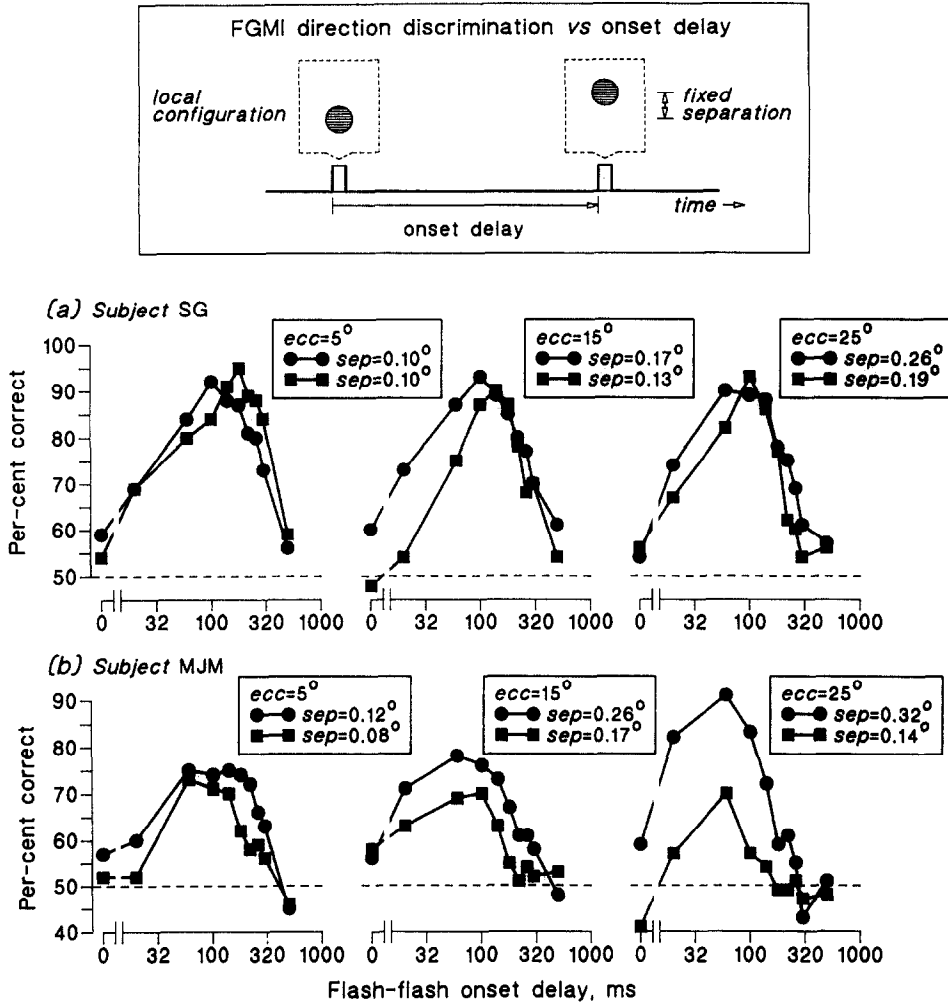 FGMI direction discrimination vs onset delay
local configuration
fixed separation
time →
onset delay
(a) Subject SG
ecc=5°
sep=0.10°
sep=0.10°
ecc=15°
sep=0.17°
sep=0.13°
ecc=25°
sep=0.26°
sep=0.19°
Per-cent correct
100
90
80
70
60
50
0 32 100 320 1000
0 32 100 320 1000
0 32 100 320 1000
(b) Subject MJM
ecc=5°
sep=0.12°
sep=0.08°
ecc=15°
sep=0.26°
sep=0.17°
ecc=25°
sep=0.32°
sep=0.14°
Per-cent correct
90
80
70
60
50
40
0 32 100 320 1000
0 32 100 320 1000
0 32 100 320 1000
Flash-flash onset delay, ms